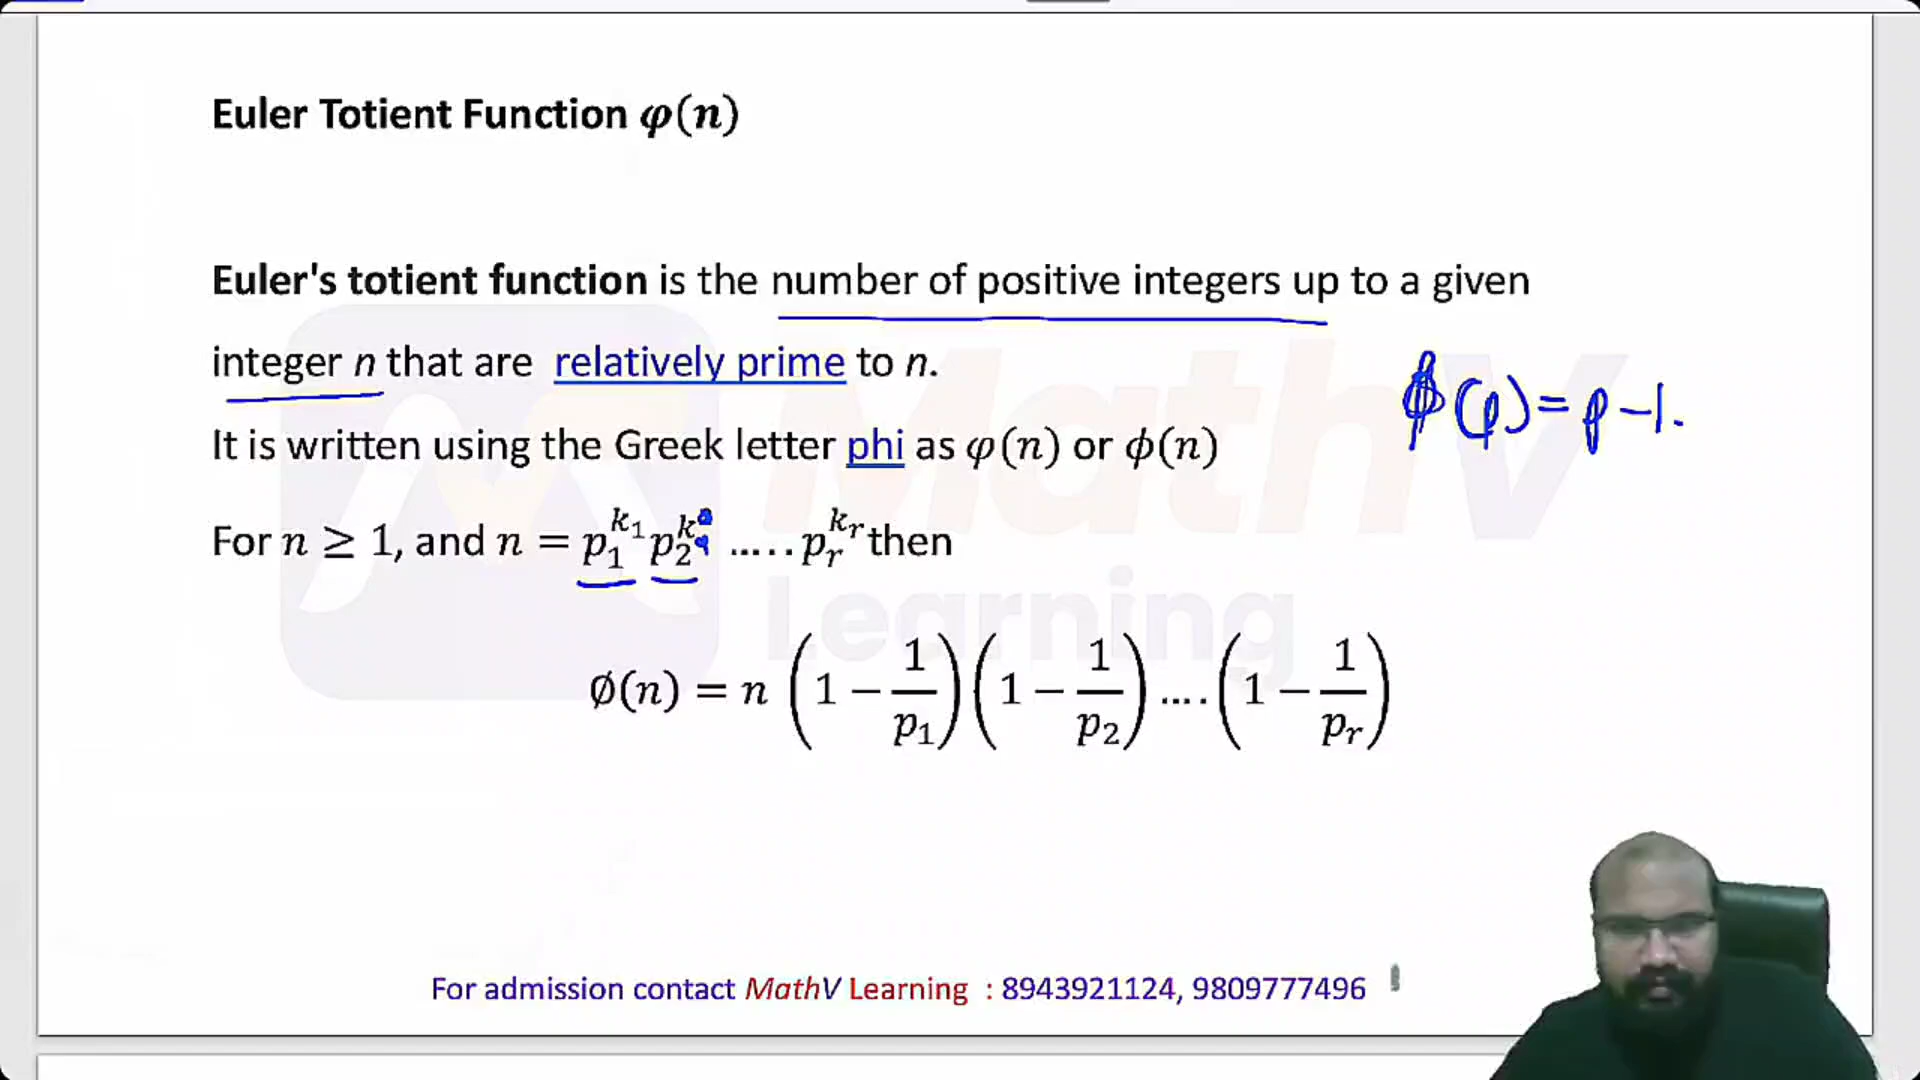 Euler Totient Function φ(n)
Euler's totient function is the number of positive integers up to a given
integer n that are relatively prime to n.
ϕ(p) = p – 1.
It is written using the Greek letter phi as φ(n) or ϕ(n)
For n ≥ 1, and n = p₁^k₁ p₂^k₂ ..... pᵣ^kᵣ then
∅(n) = n (1 − 1/p₁)(1 − 1/p₂) .... (1 − 1/pᵣ)
MathV
Learning
For admission contact MathV Learning : 8943921124, 9809777496